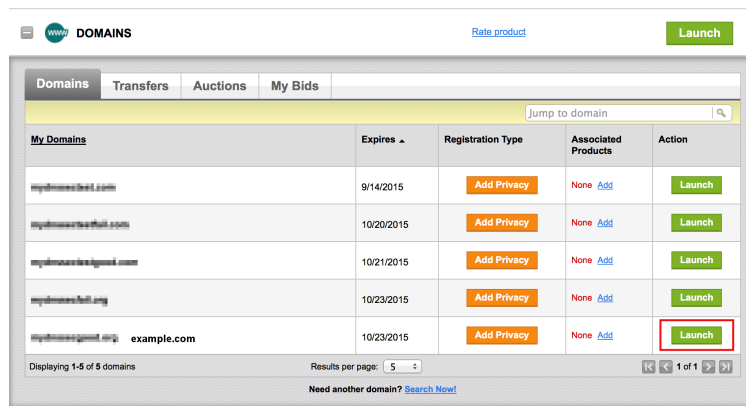 www DOMAINS Rate product Launch
Domains Transfers Auctions My Bids
Jump to domain
My Domains Expires Registration Type Associated Products Action
9/14/2015 Add Privacy None Add Launch
10/20/2015 Add Privacy None Add Launch
10/21/2015 Add Privacy None Add Launch
10/23/2015 Add Privacy None Add Launch
example.com 10/23/2015 Add Privacy None Add Launch
Displaying 1-5 of 5 domains Results per page: 5 1 of 1
Need another domain? Search Now!